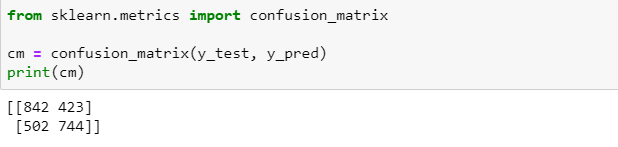 from sklearn.metrics import confusion_matrix
cm = confusion_matrix(y_test, y_pred)
print(cm)
[[842 423]
[502 744]]